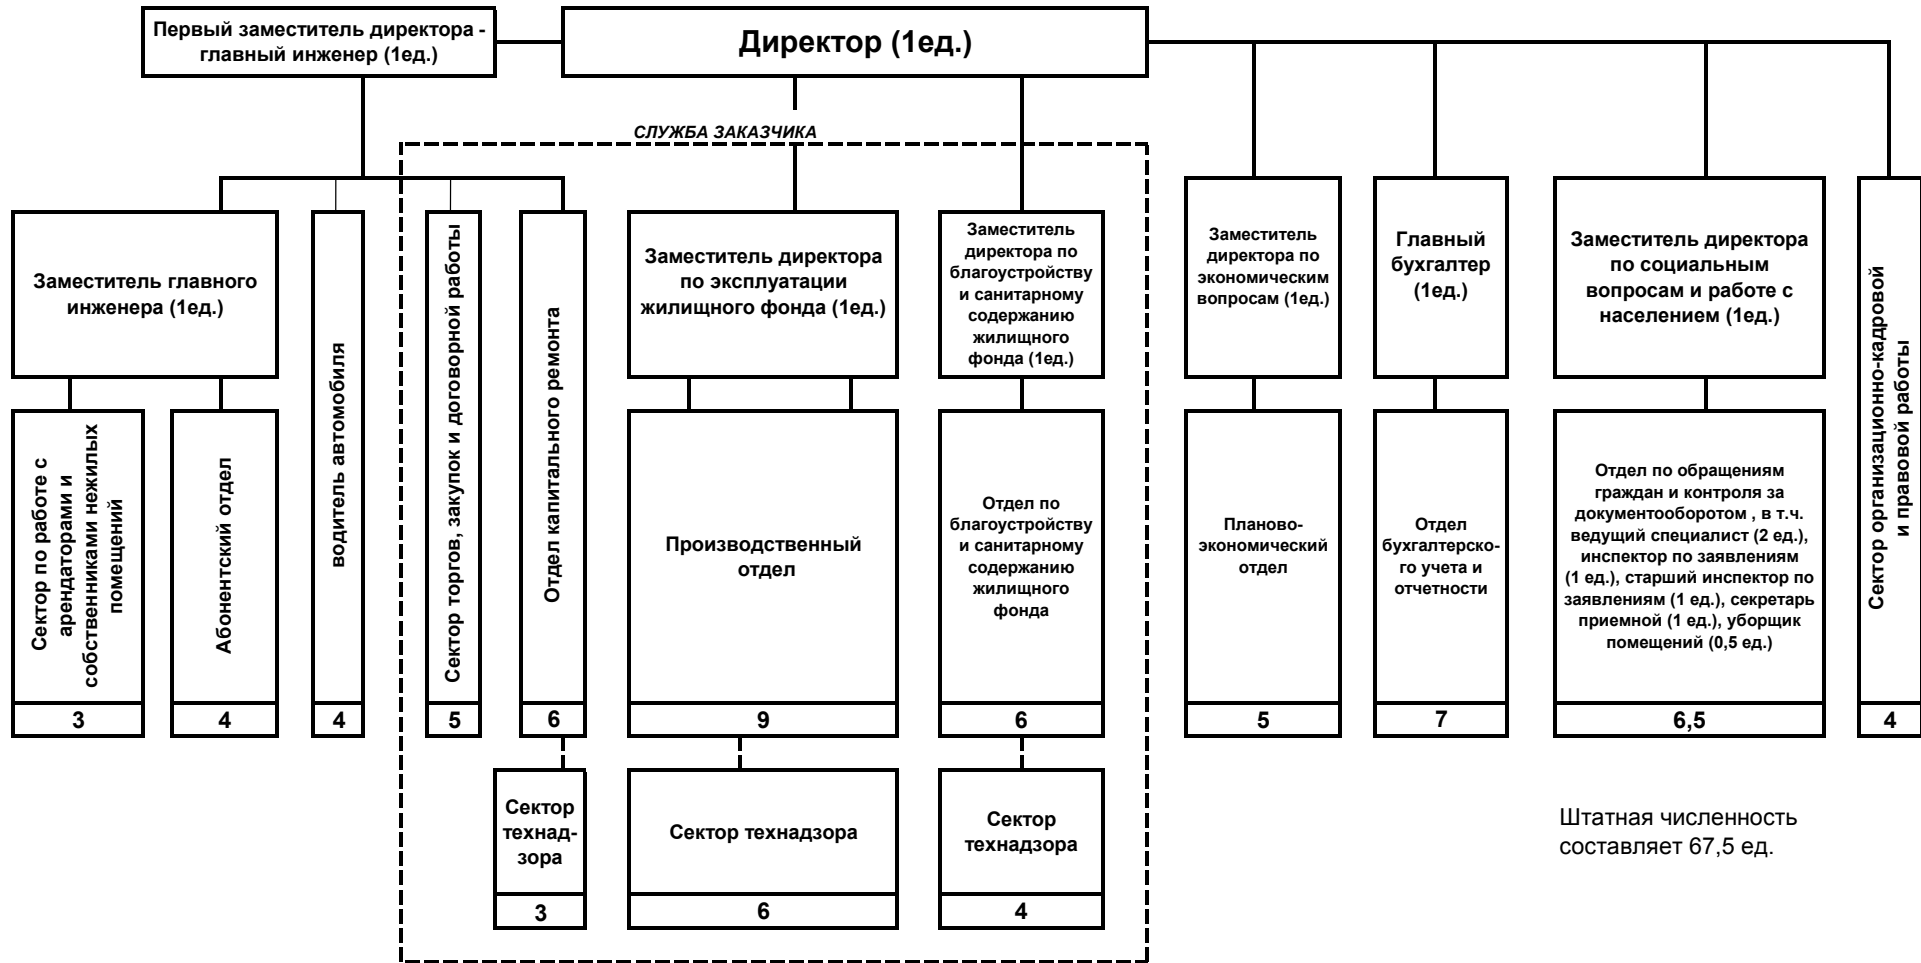 Первый заместитель директора -
главный инженер (1ед.)
Директор (1ед.)
СЛУЖБА ЗАКАЗЧИКА
Заместитель главного
инженера (1ед.)
водитель автомобиля
4
Сектор торгов, закупок и договорной работы
5
Отдел капитального ремонта
6
Заместитель директора
по эксплуатации
жилищного фонда (1ед.)
Заместитель
директора по
благоустройству
и санитарному
содержанию
жилищного
фонда (1ед.)
Заместитель
директора по
экономическим
вопросам (1ед.)
Главный
бухгалтер
(1ед.)
Заместитель директора
по социальным
вопросам и работе с
населением (1ед.)
Сектор организационно-кадровой
и правовой работы
4
Сектор по работе с
арендаторами и
собственниками нежилых
помещений
3
Абонентский отдел
4
Производственный
отдел
9
Отдел по
благоустройству
и санитарному
содержанию
жилищного
фонда
6
Планово-
экономический
отдел
5
Отдел
бухгалтерско-
го учета и
отчетности
7
Отдел по обращениям
граждан и контроля за
документооборотом , в т.ч.
ведущий специалист (2 ед.),
инспектор по заявлениям
(1 ед.), старший инспектор по
заявлениям (1 ед.), секретарь
приемной (1 ед.), уборщик
помещений (0,5 ед.)
6,5
Сектор
технад-
зора
3
Сектор технадзора
6
Сектор
технадзора
4
Штатная численность
составляет 67,5 ед.